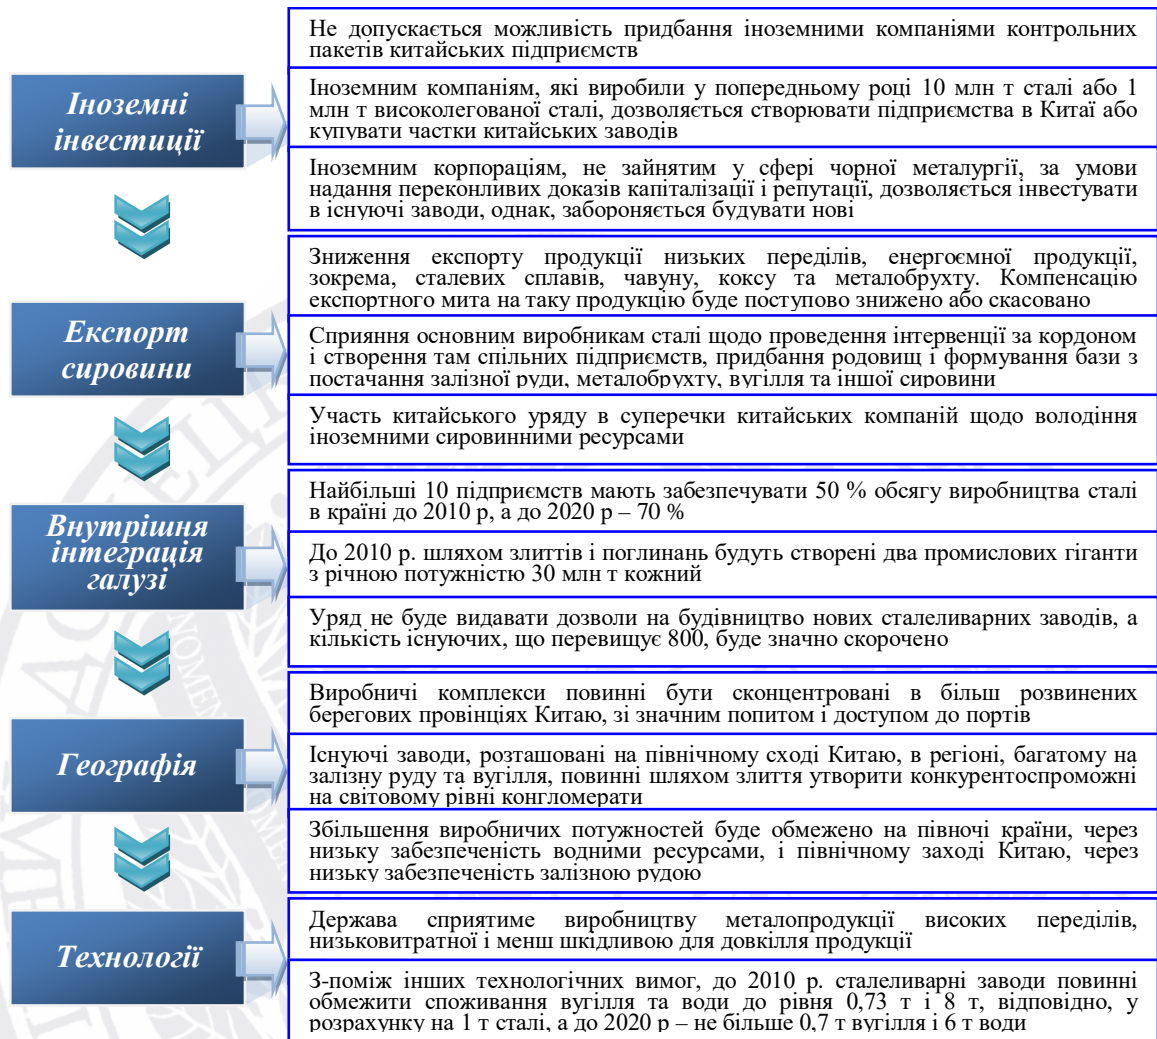 Не допускається можливість придбання іноземними компаніями контрольних
пакетів китайських підприємств
Іноземні
інвестиції
Іноземним компаніям, які виробили у попередньому році 10 млн т сталі або 1
млн т високолегованої сталі, дозволяється створювати підприємства в Китаї або
купувати частки китайських заводів
Іноземним корпораціям, не зайнятим у сфері чорної металургії, за умови
надання переконливих доказів капіталізації і репутації, дозволяється інвестувати
в існуючі заводи, однак, забороняється будувати нові
Зниження експорту продукції низьких переділів, енергоємної продукції,
зокрема, сталевих сплавів, чавуну, коксу та металобрухту. Компенсацію
експортного мита на таку продукцію буде поступово знижено або скасовано
Експорт
сировини
Сприяння основним виробникам сталі щодо проведення інтервенції за кордоном
і створення там спільних підприємств, придбання родовищ і формування бази з
постачання залізної руди, металобрухту, вугілля та іншої сировини
Участь китайського уряду в суперечки китайських компаній щодо володіння
іноземними сировинними ресурсами
Найбільші 10 підприємств мають забезпечувати 50 % обсягу виробництва сталі
в країні до 2010 р, а до 2020 р – 70 %
Внутрішня
інтеграція
галузі
До 2010 р. шляхом злиттів і поглинань будуть створені два промислових гіганти
з річною потужністю 30 млн т кожний
Уряд не буде видавати дозволи на будівництво нових сталеливарних заводів, а
кількість існуючих, що перевищує 800, буде значно скорочено
Виробничі комплекси повинні бути сконцентровані в більш розвинених
берегових провінціях Китаю, зі значним попитом і доступом до портів
Географія
Існуючі заводи, розташовані на північному сході Китаю, в регіоні, багатому на
залізну руду та вугілля, повинні шляхом злиття утворити конкурентоспроможні
на світовому рівні конгломерати
Збільшення виробничих потужностей буде обмежено на півночі країни, через
низьку забезпеченість водними ресурсами, і північному заході Китаю, через
низьку забезпеченість залізною рудою
Технології
Держава сприятиме виробництву металопродукції високих переділів,
низьковитратної і менш шкідливою для довкілля продукції
З-поміж інших технологічних вимог, до 2010 р. сталеливарні заводи повинні
обмежити споживання вугілля та води до рівня 0,73 т і 8 т, відповідно, у
розрахунку на 1 т сталі, а до 2020 р – не більше 0,7 т вугілля і 6 т води